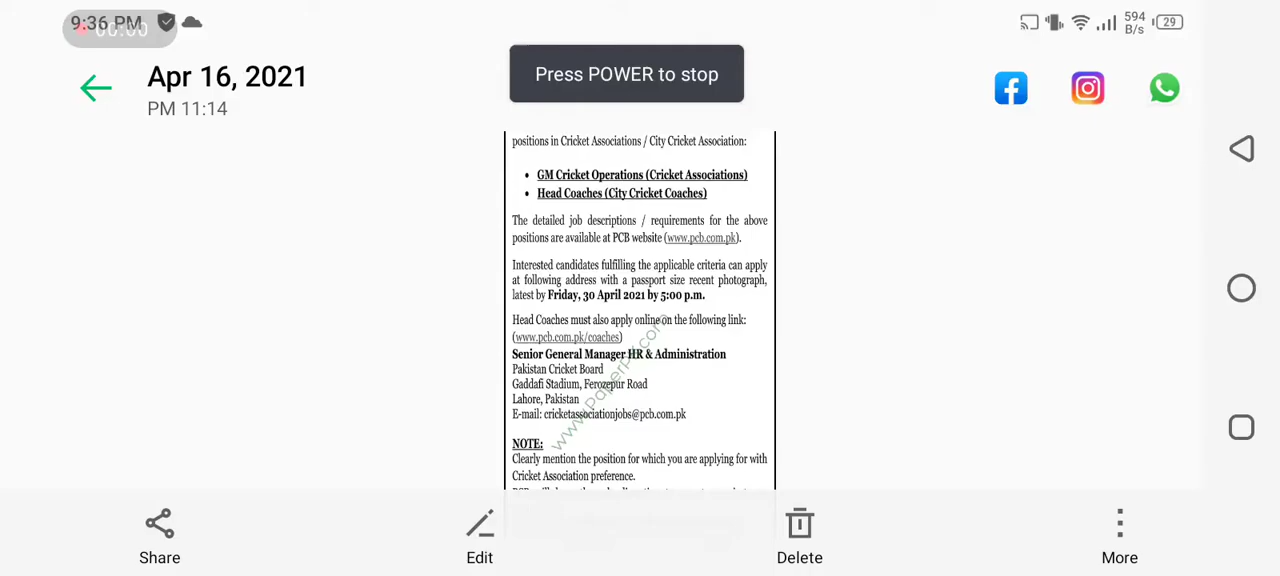 9:36 PM
00:00
594 B/s
29
Apr 16, 2021
PM 11:14
Press POWER to stop
positions in Cricket Associations / City Cricket Association:
• GM Cricket Operations (Cricket Associations)
• Head Coaches (City Cricket Coaches)
The detailed job descriptions / requirements for the above
positions are available at PCB website (www.pcb.com.pk).
Interested candidates fulfilling the applicable criteria can apply
at following address with a passport size recent photograph,
latest by Friday, 30 April 2021 by 5:00 p.m.
Head Coaches must also apply online on the following link:
(www.pcb.com.pk/coaches)
Senior General Manager HR & Administration
Pakistan Cricket Board
Gaddafi Stadium, Ferozepur Road
Lahore, Pakistan
E-mail: cricketassociationjobs@pcb.com.pk
www.PaperPk.com
NOTE:
Clearly mention the position for which you are applying for with
Cricket Association preference.
Share
Edit
Delete
More